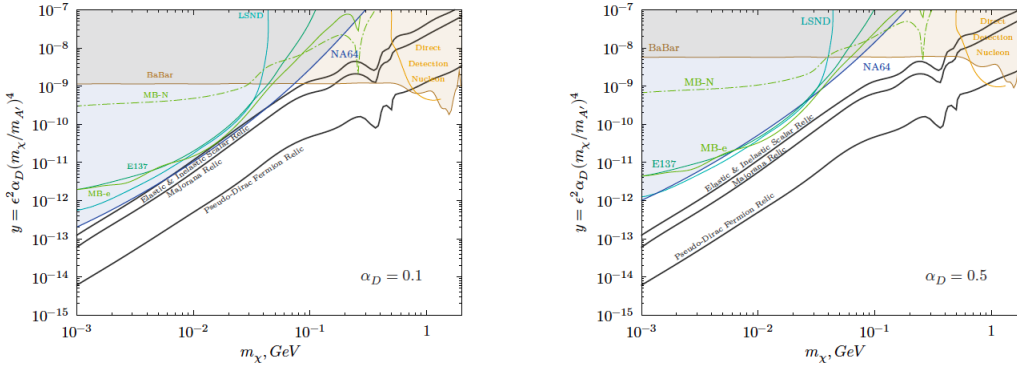 10^-7
10^-8
10^-9
10^-10
10^-11
10^-12
10^-13
10^-14
10^-15
y = ϵ^2 α_D (m_χ/m_A')^4
LSND
NA64
Direct
Detection
Nucleon
BaBar
MB-N
E137
MB-e
Elastic & Inelastic Scalar Relic
Majorana Relic
Pseudo-Dirac Fermion Relic
α_D = 0.1
10^-3
10^-2
10^-1
1
m_χ, GeV
10^-7
10^-8
10^-9
10^-10
10^-11
10^-12
10^-13
10^-14
10^-15
y = ϵ^2 α_D (m_χ/m_A')^4
LSND
Direct
Detection
Nucleon
BaBar
NA64
MB-N
MB-e
E137
Elastic & Inelastic Scalar Relic
Majorana Relic
Pseudo-Dirac Fermion Relic
α_D = 0.5
10^-3
10^-2
10^-1
1
m_χ, GeV